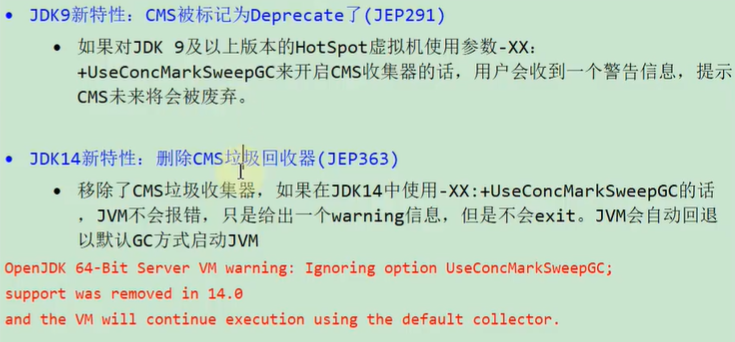 • JDK9新特性：CMS被标记为Deprecate了(JEP291)
• 如果对JDK 9及以上版本的HotSpot虚拟机使用参数-XX：
+UseConcMarkSweepGC来开启CMS收集器的话，用户会收到一个警告信息，提示
CMS未来将会被废弃。
• JDK14新特性：删除CMS垃圾回收器(JEP363)
• 移除了CMS垃圾收集器，如果在JDK14中使用-XX:+UseConcMarkSweepGC的话
，JVM不会报错，只是给出一个warning信息，但是不会exit。JVM会自动回退
以默认GC方式启动JVM
OpenJDK 64-Bit Server VM warning: Ignoring option UseConcMarkSweepGC;
support was removed in 14.0
and the VM will continue execution using the default collector.